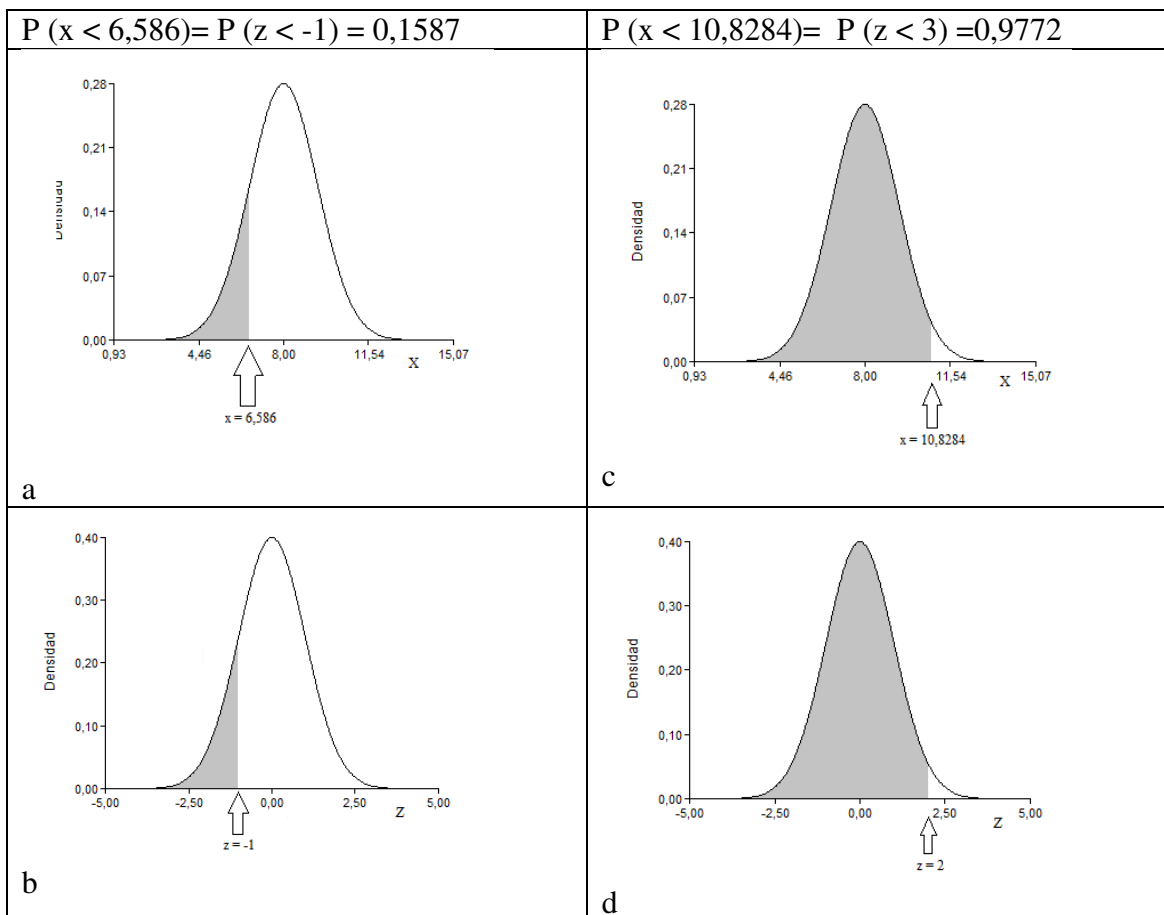 P (x < 6,586)= P (z < -1) = 0,1587
P (x < 10,8284)= P (z < 3) =0,9772
0,28
0,21
0,14
0,07
0,00
Densidad
0,93 4,46 8,00 11,54 15,07
X
x = 6,586
a
0,28
0,21
0,14
0,07
0,00
Densidad
0,93 4,46 8,00 11,54 15,07
X
x = 10,8284
c
0,40
0,30
0,20
0,10
0,00
Densidad
-5,00 -2,50 0,00 2,50 5,00
Z
z = -1
b
0,40
0,30
0,20
0,10
0,00
Densidad
-5,00 -2,50 0,00 2,50 5,00
Z
z = 2
d